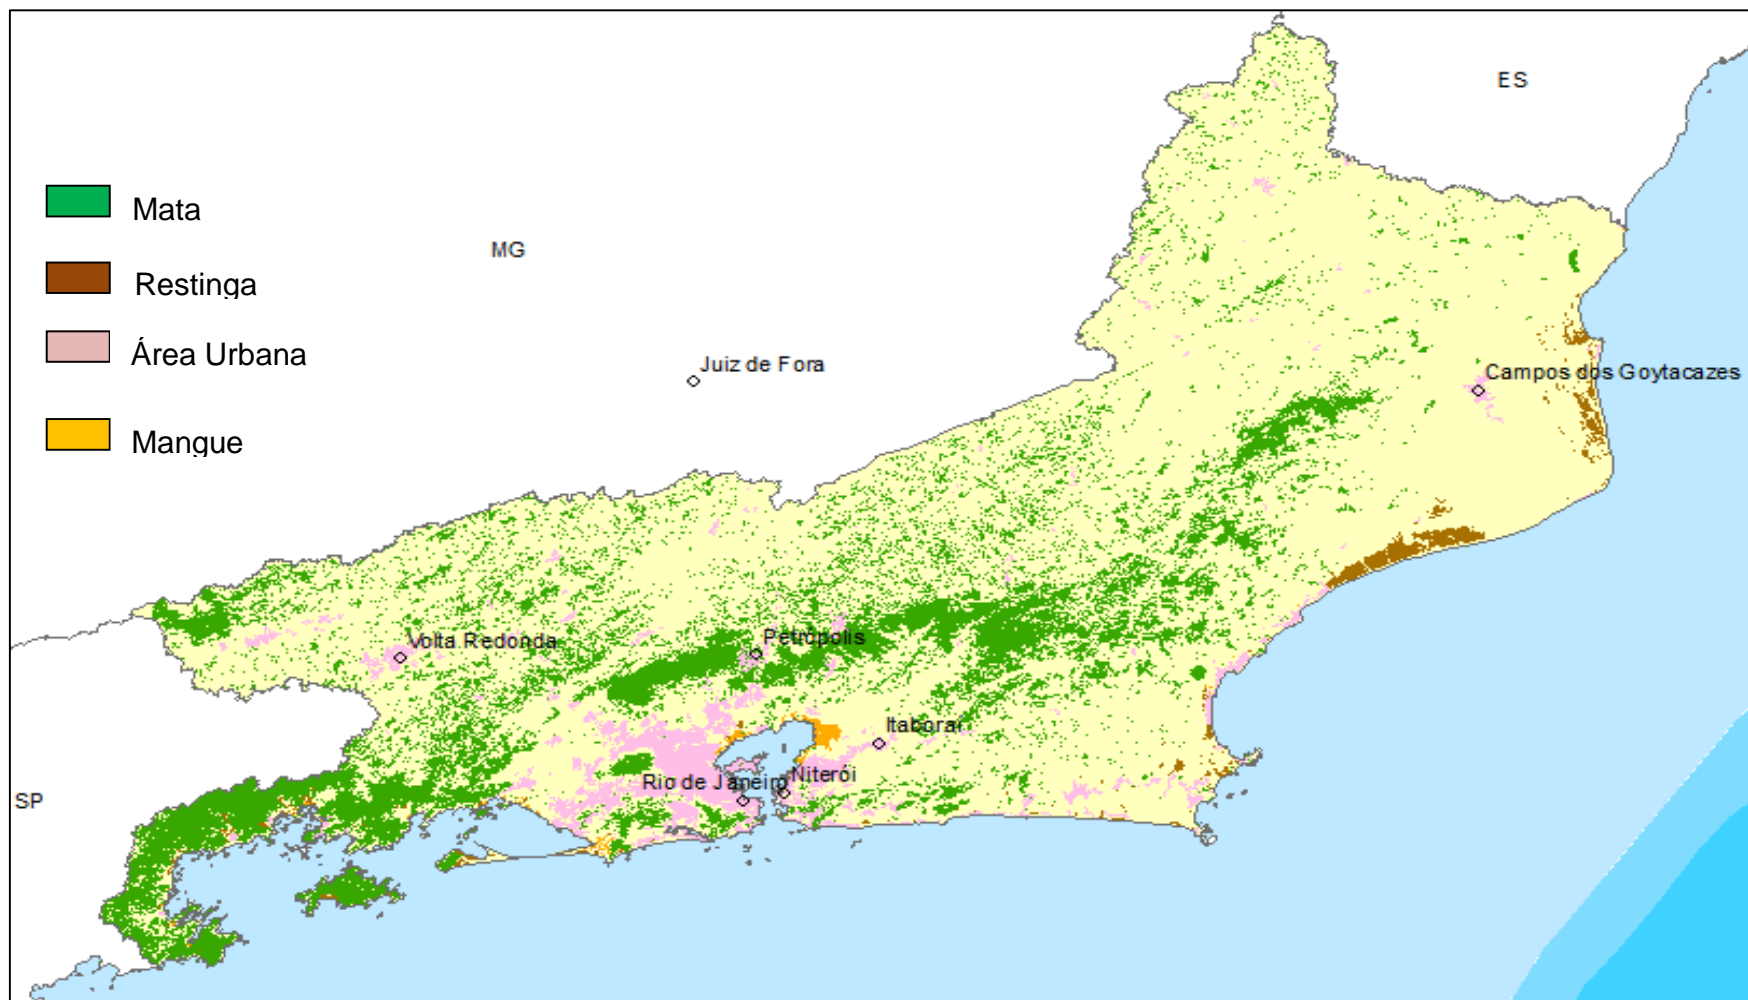 ES
Mata
MG
Restinga
Área Urbana
Juiz de Fora
Campos dos Goytacazes
Mangue
Volta Redonda
Petrópolis
Itaboraí
Rio de Janeiro
Niterói
SP